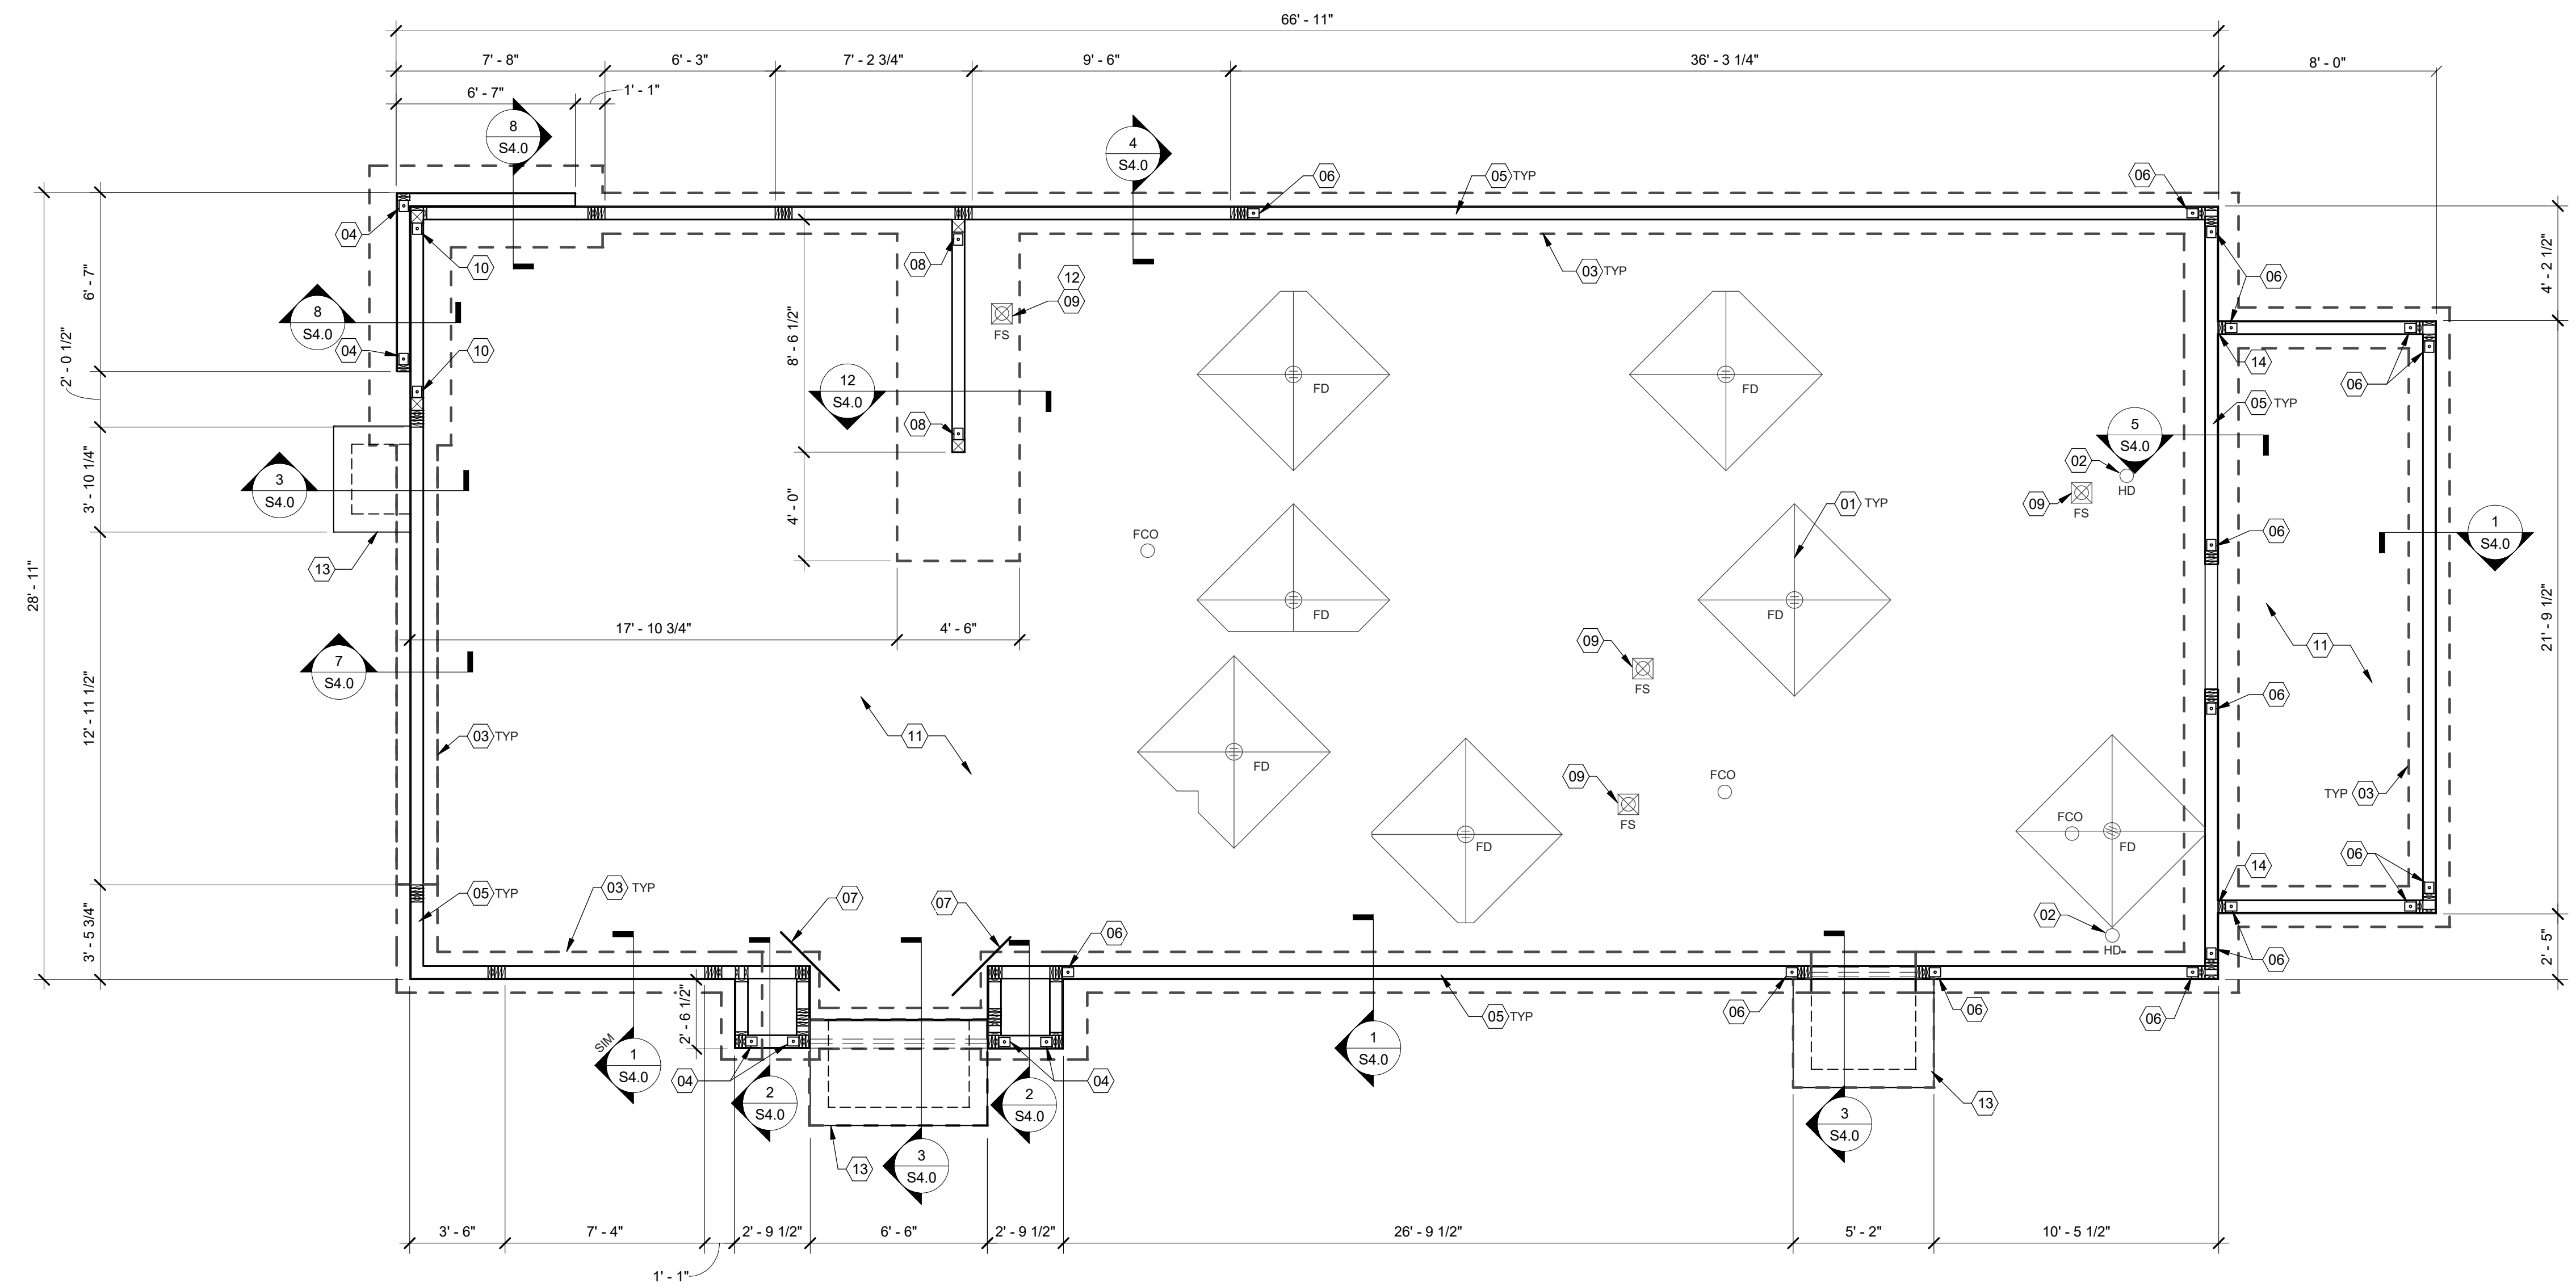 66' - 11"
7' - 8"
6' - 3"
7' - 2 3/4"
9' - 6"
36' - 3 1/4"
8' - 0"
6' - 7"
1' - 1"
8
S4.0
4
S4.0
06
05 TYP
06
04
10
08
12
09
FS
03 TYP
06
4' - 2 1/2"
6' - 7"
28' - 11"
2' - 0 1/2"
8
S4.0
04
10
8' - 6 1/2"
12
S4.0
08
FD
FD
14
06
05 TYP
5
S4.0
02
HD
09
FS
3' - 10 1/4"
3
S4.0
13
4' - 0"
FCO
01 TYP
06
1
S4.0
17' - 10 3/4"
4' - 6"
FD
FD
09
FS
11
21' - 9 1/2"
7
S4.0
12' - 11 1/2"
03 TYP
11
06
FD
09
FS
FCO
FD
FCO
FD
TYP 03
06
14
3' - 5 3/4"
05 TYP
03 TYP
07
07
06
02
HD
06
2' - 5"
2' - 6 1/2"
SIM
1
S4.0
04
2
S4.0
2
S4.0
04
05 TYP
1
S4.0
06
06
06
13
3
S4.0
13
3
S4.0
3' - 6"
7' - 4"
2' - 9 1/2"
6' - 6"
2' - 9 1/2"
26' - 9 1/2"
5' - 2"
10' - 5 1/2"
1' - 1"